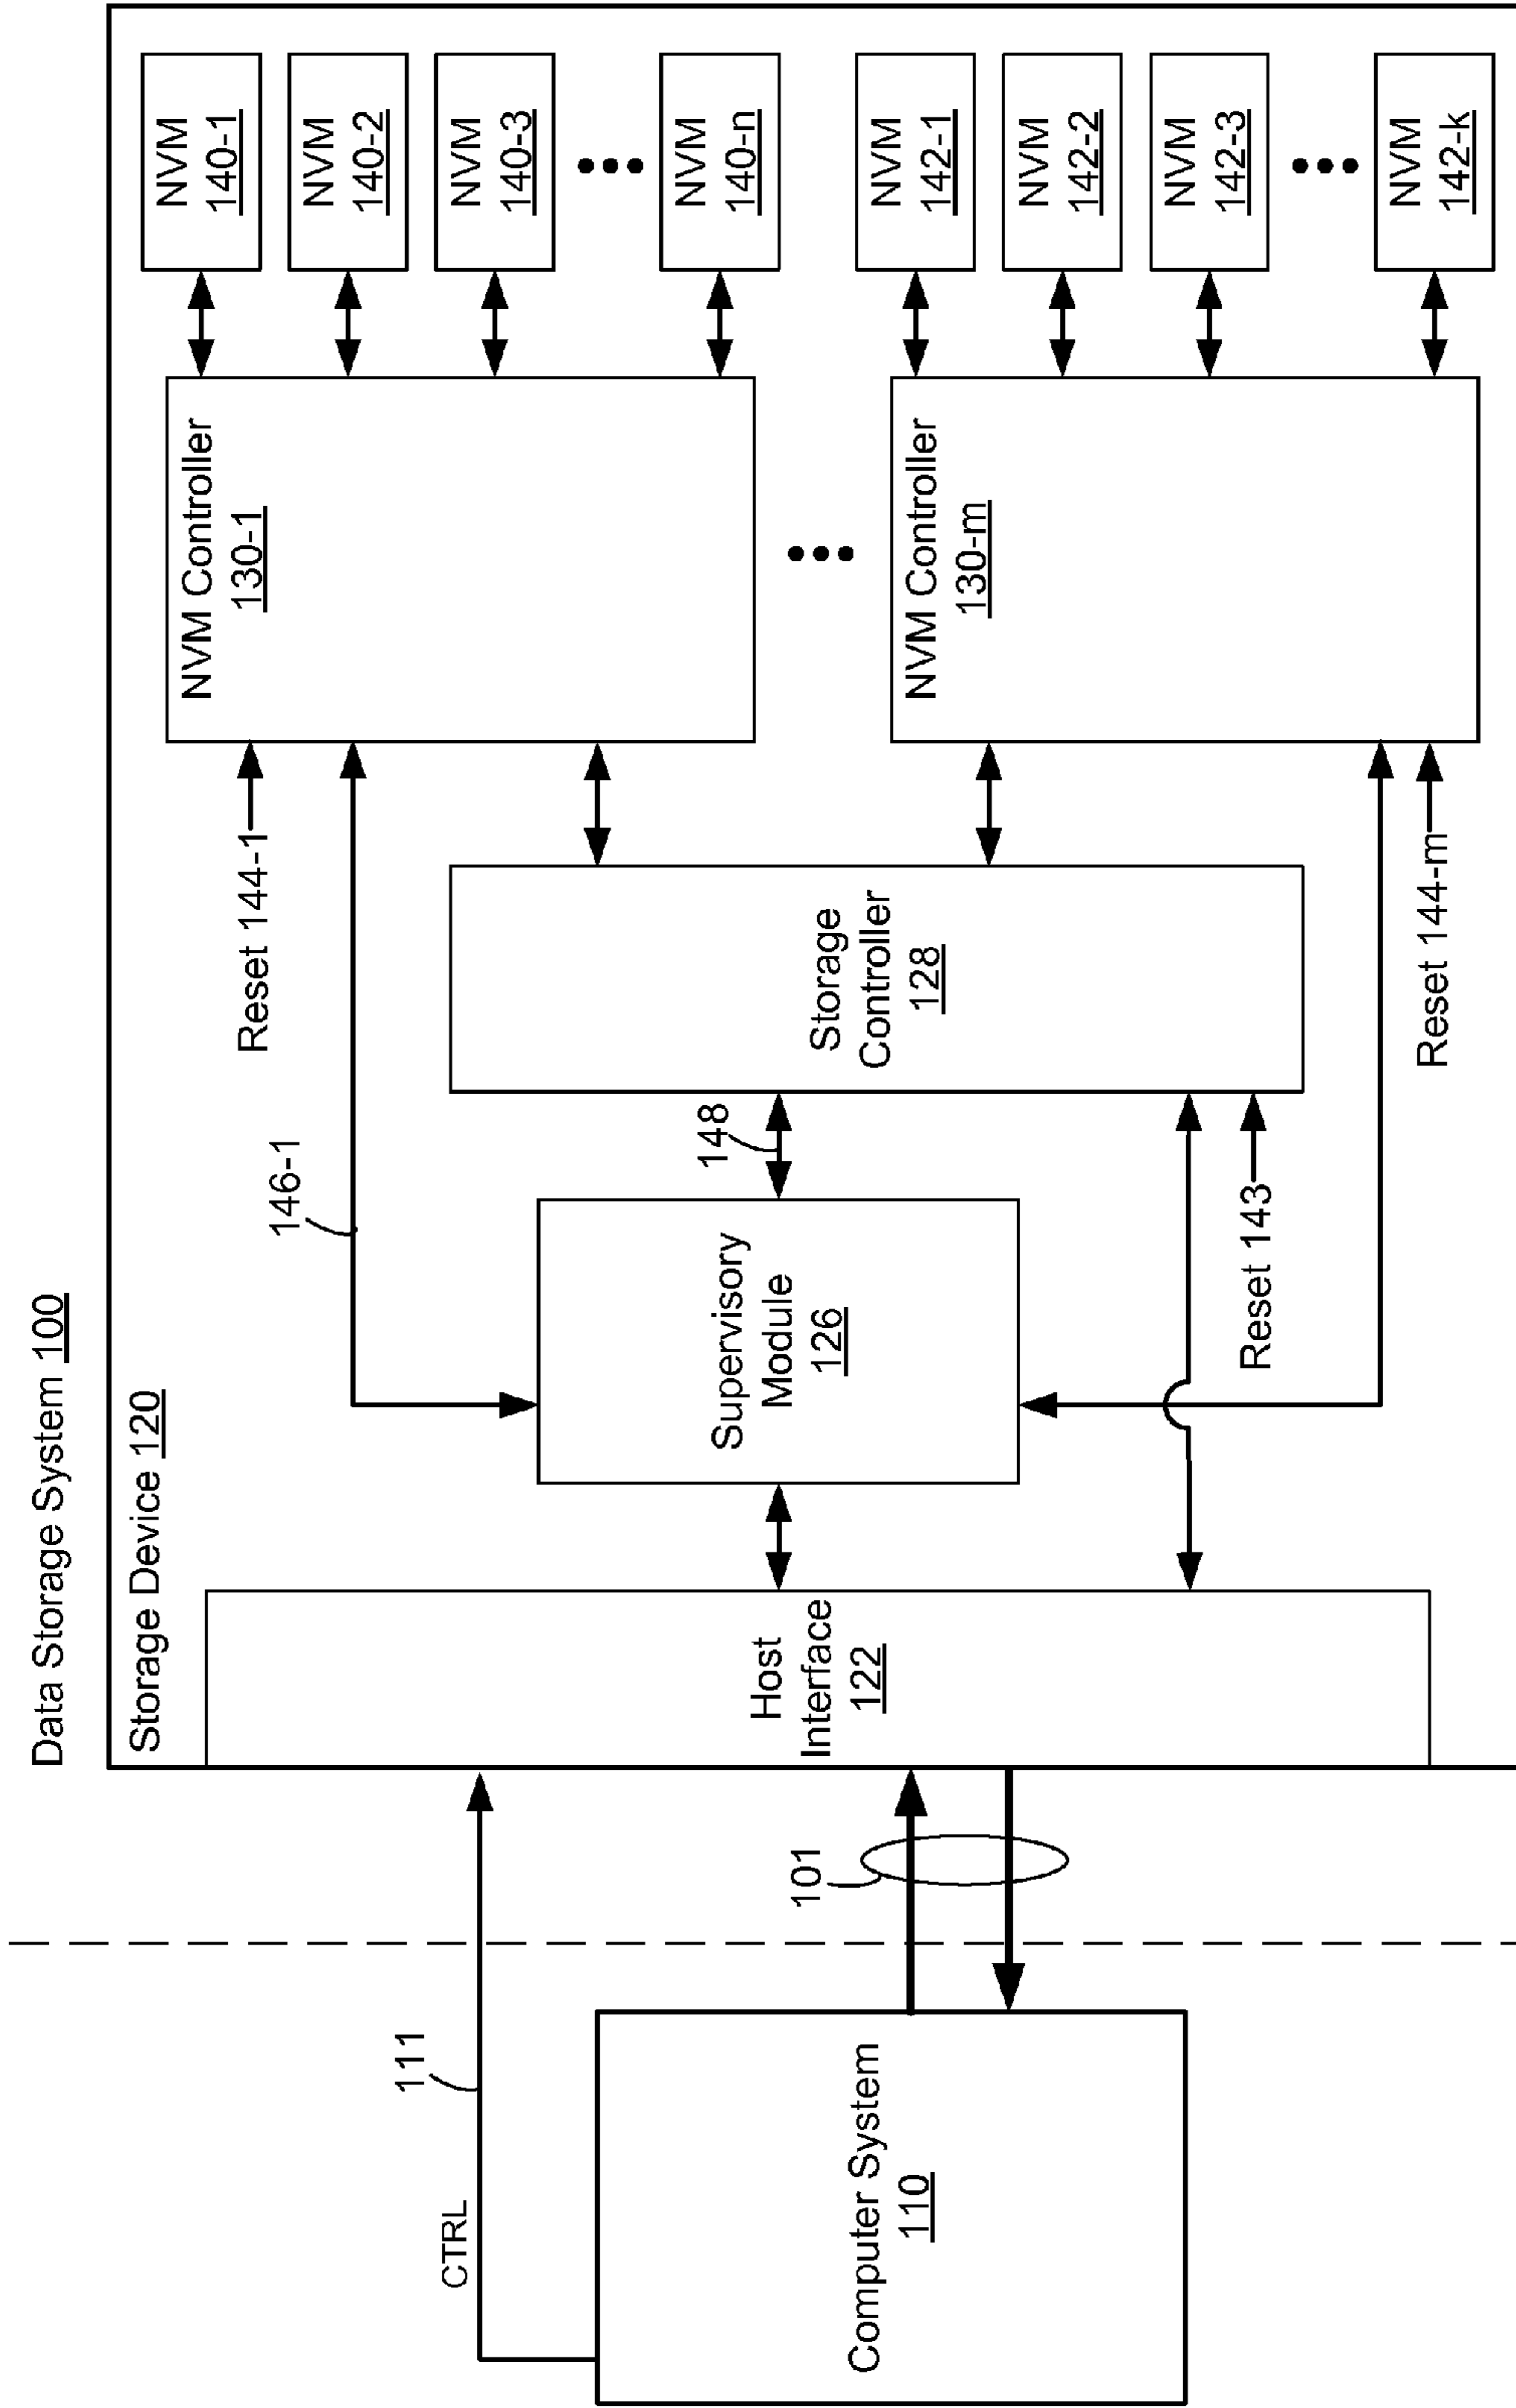 Data Storage System 100
Storage Device 120
CTRL
111
Computer System
110
101
Host
Interface
122
146-1
Supervisory
Module
126
148
Storage
Controller
128
Reset 143
Reset 144-1
Reset 144-m
NVM Controller
130-1
NVM Controller
130-m
NVM
140-1
NVM
140-2
NVM
140-3
NVM
140-n
NVM
142-1
NVM
142-2
NVM
142-3
NVM
142-k